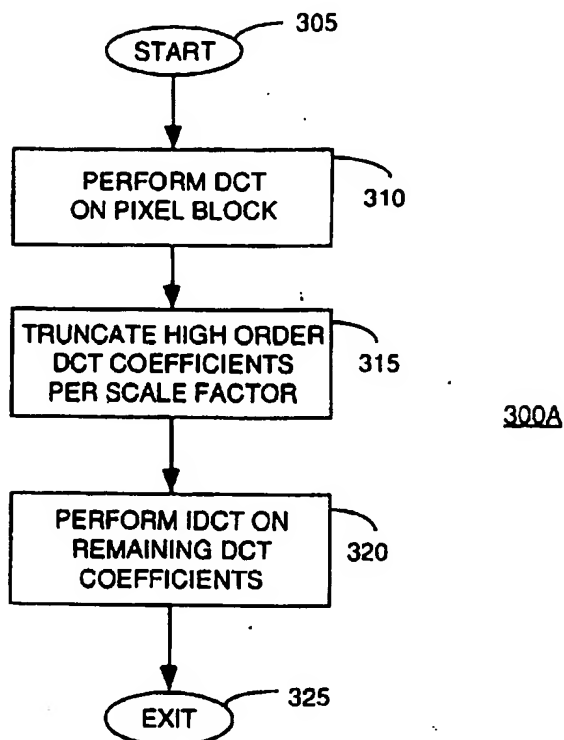 305
START
PERFORM DCT
ON PIXEL BLOCK
310
TRUNCATE HIGH ORDER
DCT COEFFICIENTS
PER SCALE FACTOR
315
300A
PERFORM IDCT ON
REMAINING DCT
COEFFICIENTS
320
325
EXIT